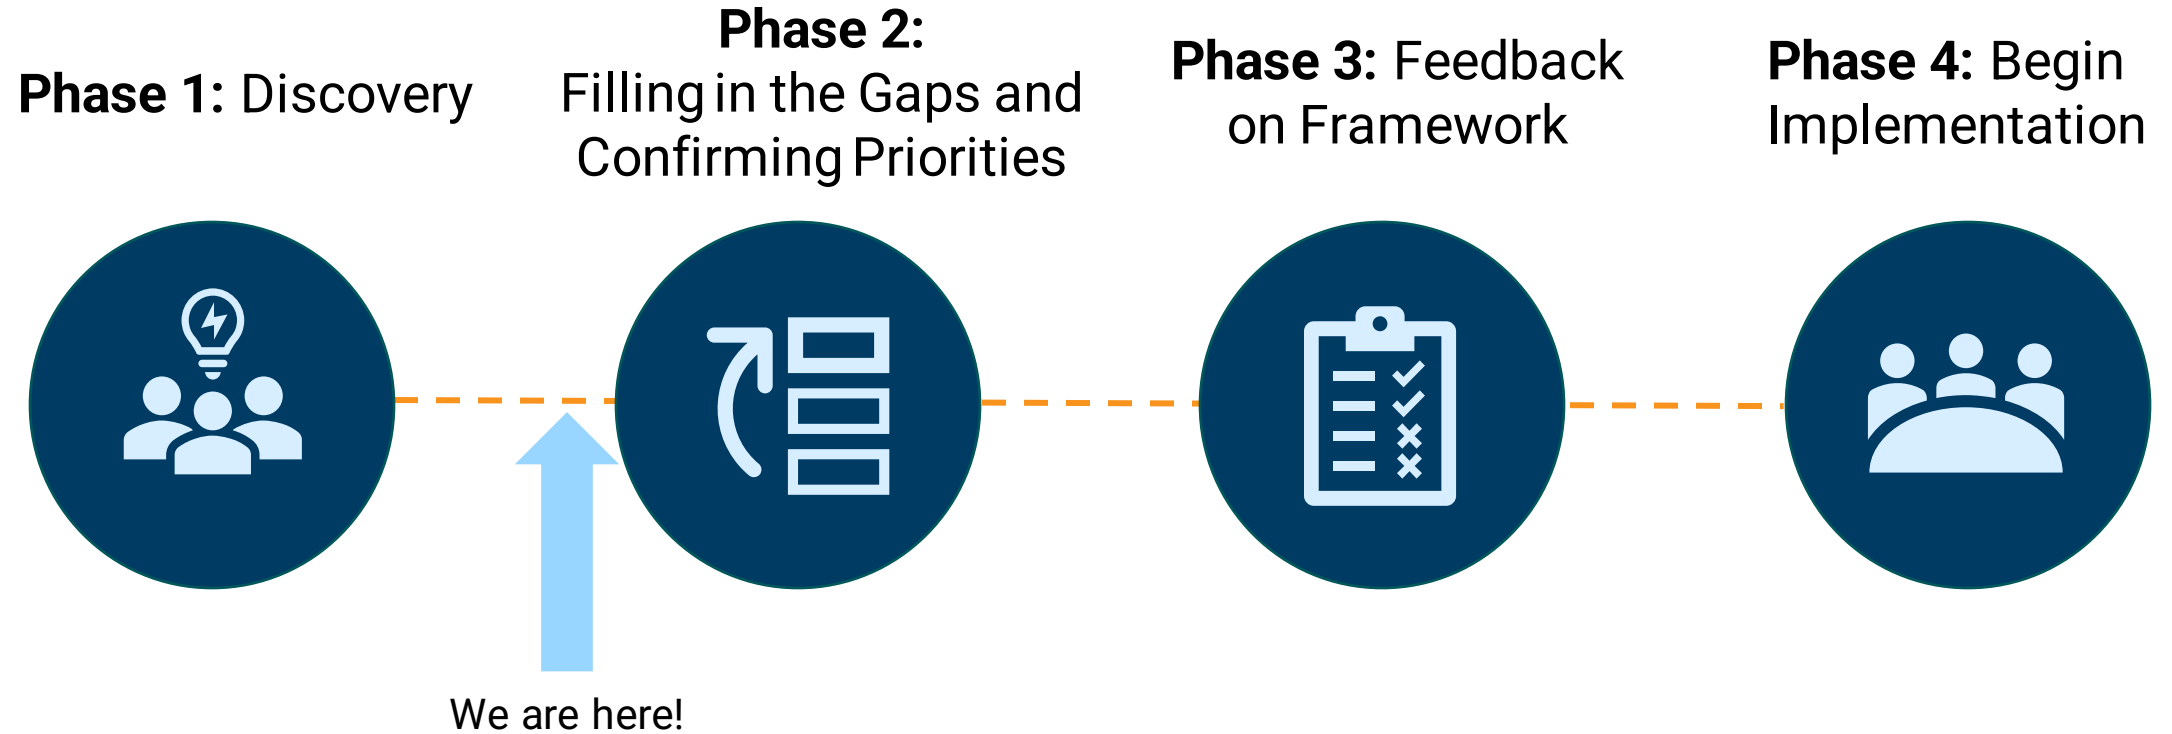 Phase 1: Discovery
Phase 2:
Filling in the Gaps and
Confirming Priorities
Phase 3: Feedback
on Framework
Phase 4: Begin
Implementation
We are here!